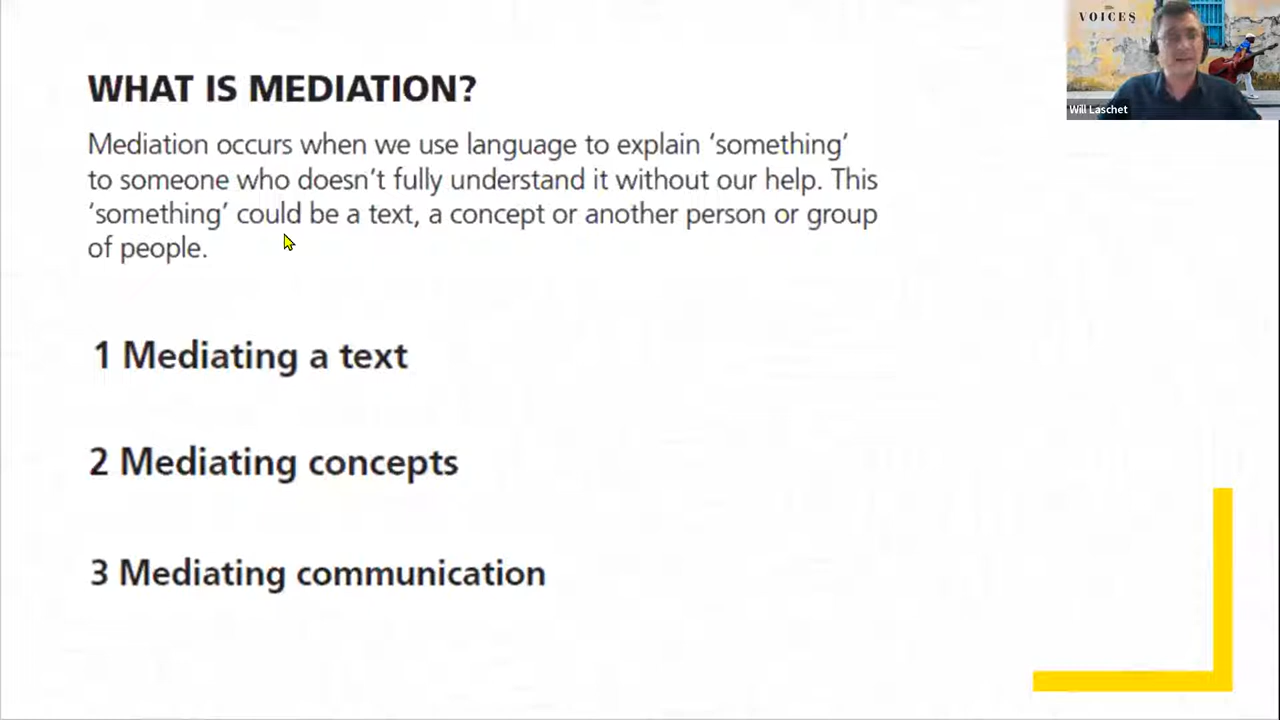 VOICES
Will Laschet
WHAT IS MEDIATION?
Mediation occurs when we use language to explain ‘something’
to someone who doesn’t fully understand it without our help. This
‘something’ could be a text, a concept or another person or group
of people.
1 Mediating a text
2 Mediating concepts
3 Mediating communication